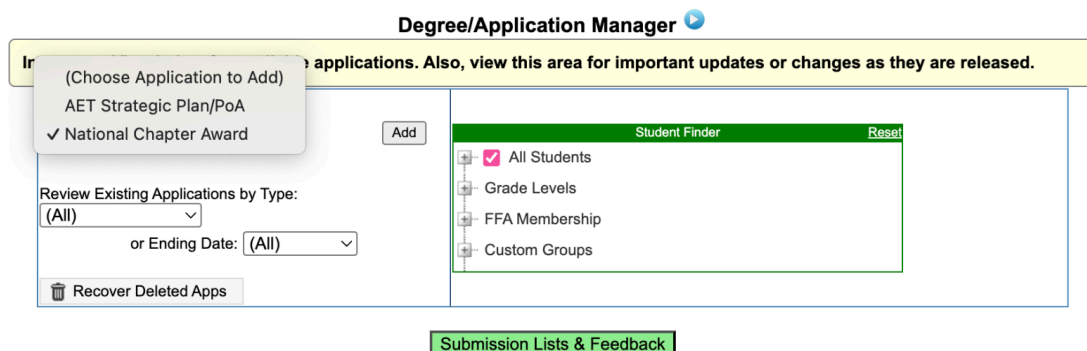 Degree/Application Manager
In
applications. Also, view this area for important updates or changes as they are released.
(Choose Application to Add)
AET Strategic Plan/PoA
✓ National Chapter Award
Add
Review Existing Applications by Type:
(All)
or Ending Date: (All)
Recover Deleted Apps
Student Finder Reset
All Students
Grade Levels
FFA Membership
Custom Groups
Submission Lists & Feedback